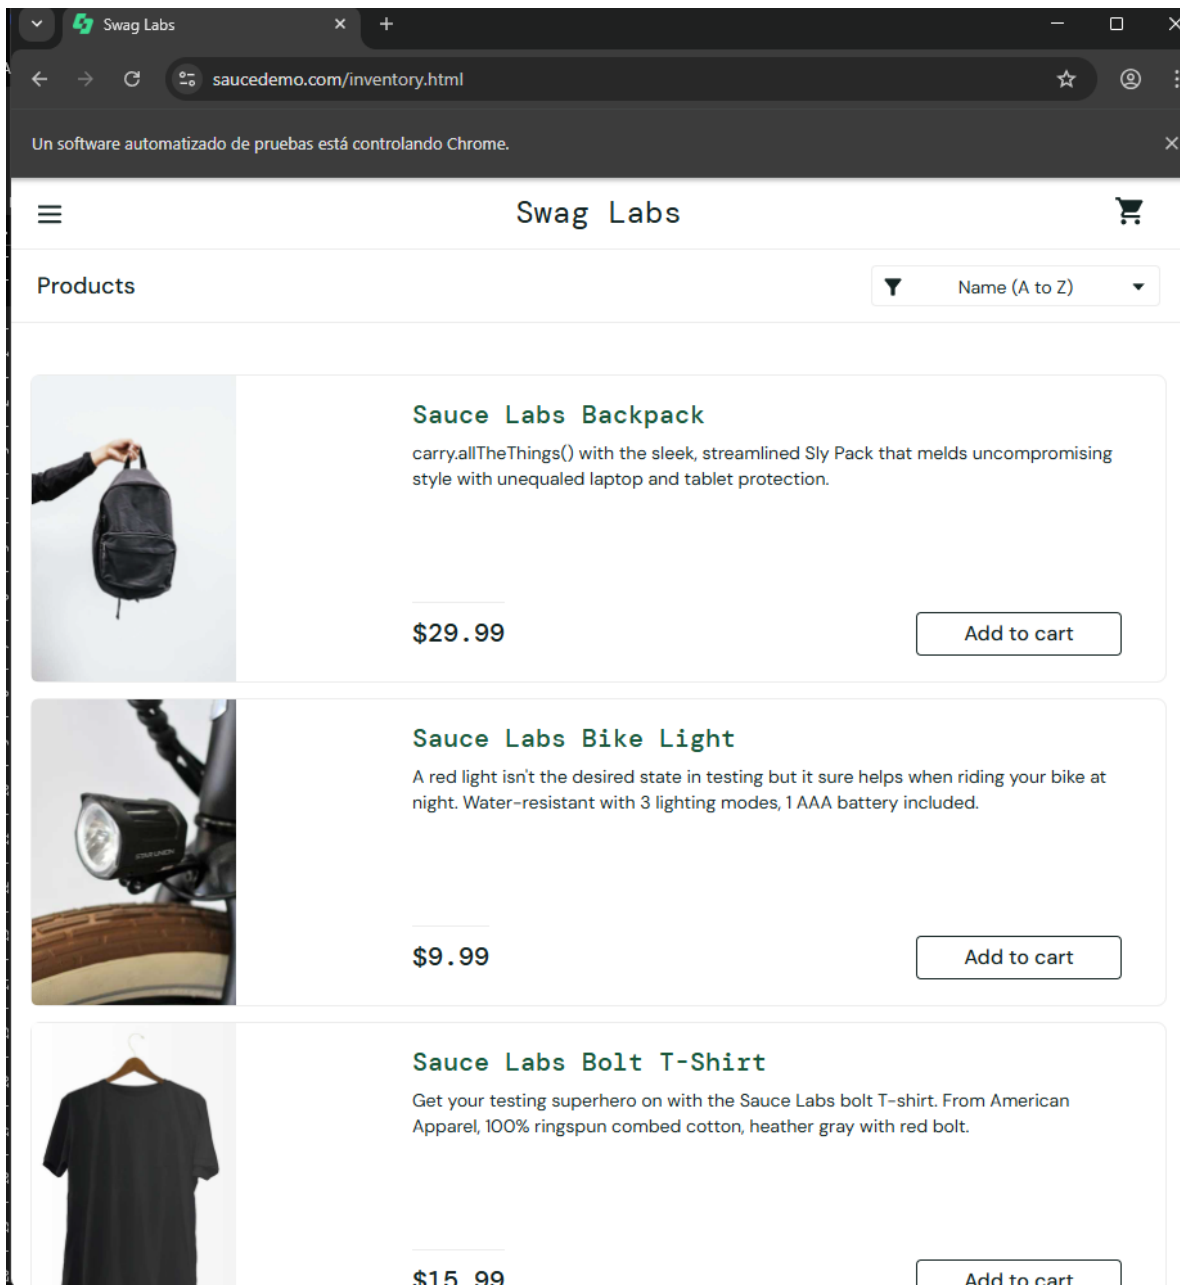 Swag Labs
saucedemo.com/inventory.html
Un software automatizado de pruebas está controlando Chrome.
Swag Labs
Products
Name (A to Z)
Sauce Labs Backpack
carry.allTheThings() with the sleek, streamlined Sly Pack that melds uncompromising
style with unequaled laptop and tablet protection.
$29.99
Add to cart
Sauce Labs Bike Light
A red light isn't the desired state in testing but it sure helps when riding your bike at
night. Water-resistant with 3 lighting modes, 1 AAA battery included.
STAR UNION
$9.99
Add to cart
Sauce Labs Bolt T-Shirt
Get your testing superhero on with the Sauce Labs bolt T-shirt. From American
Apparel, 100% ringspun combed cotton, heather gray with red bolt.
$15.99
Add to cart